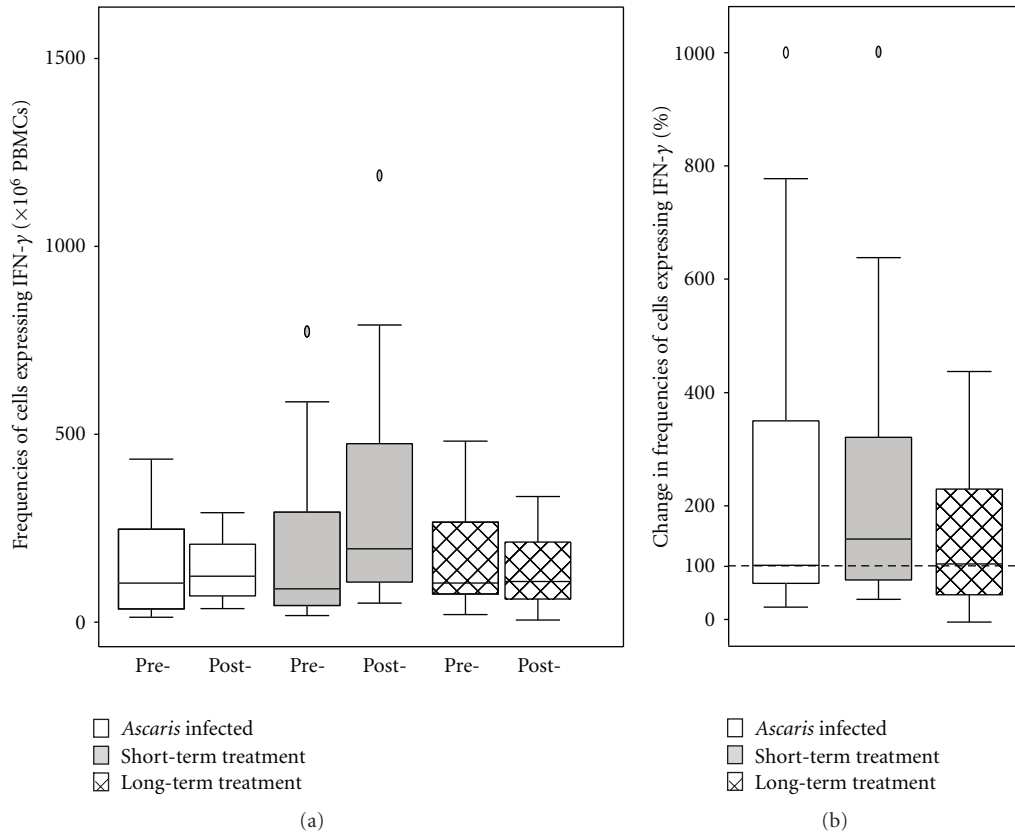 Frequencies of cells expressing IFN-γ (×10⁶ PBMCs)
1500
1000
500
0
Pre-
Post-
Pre-
Post-
Pre-
Post-
Ascaris infected
Short-term treatment
Long-term treatment
(a)
Change in frequencies of cells expressing IFN-γ (%)
1000
800
600
400
200
100
0
Ascaris infected
Short-term treatment
Long-term treatment
(b)